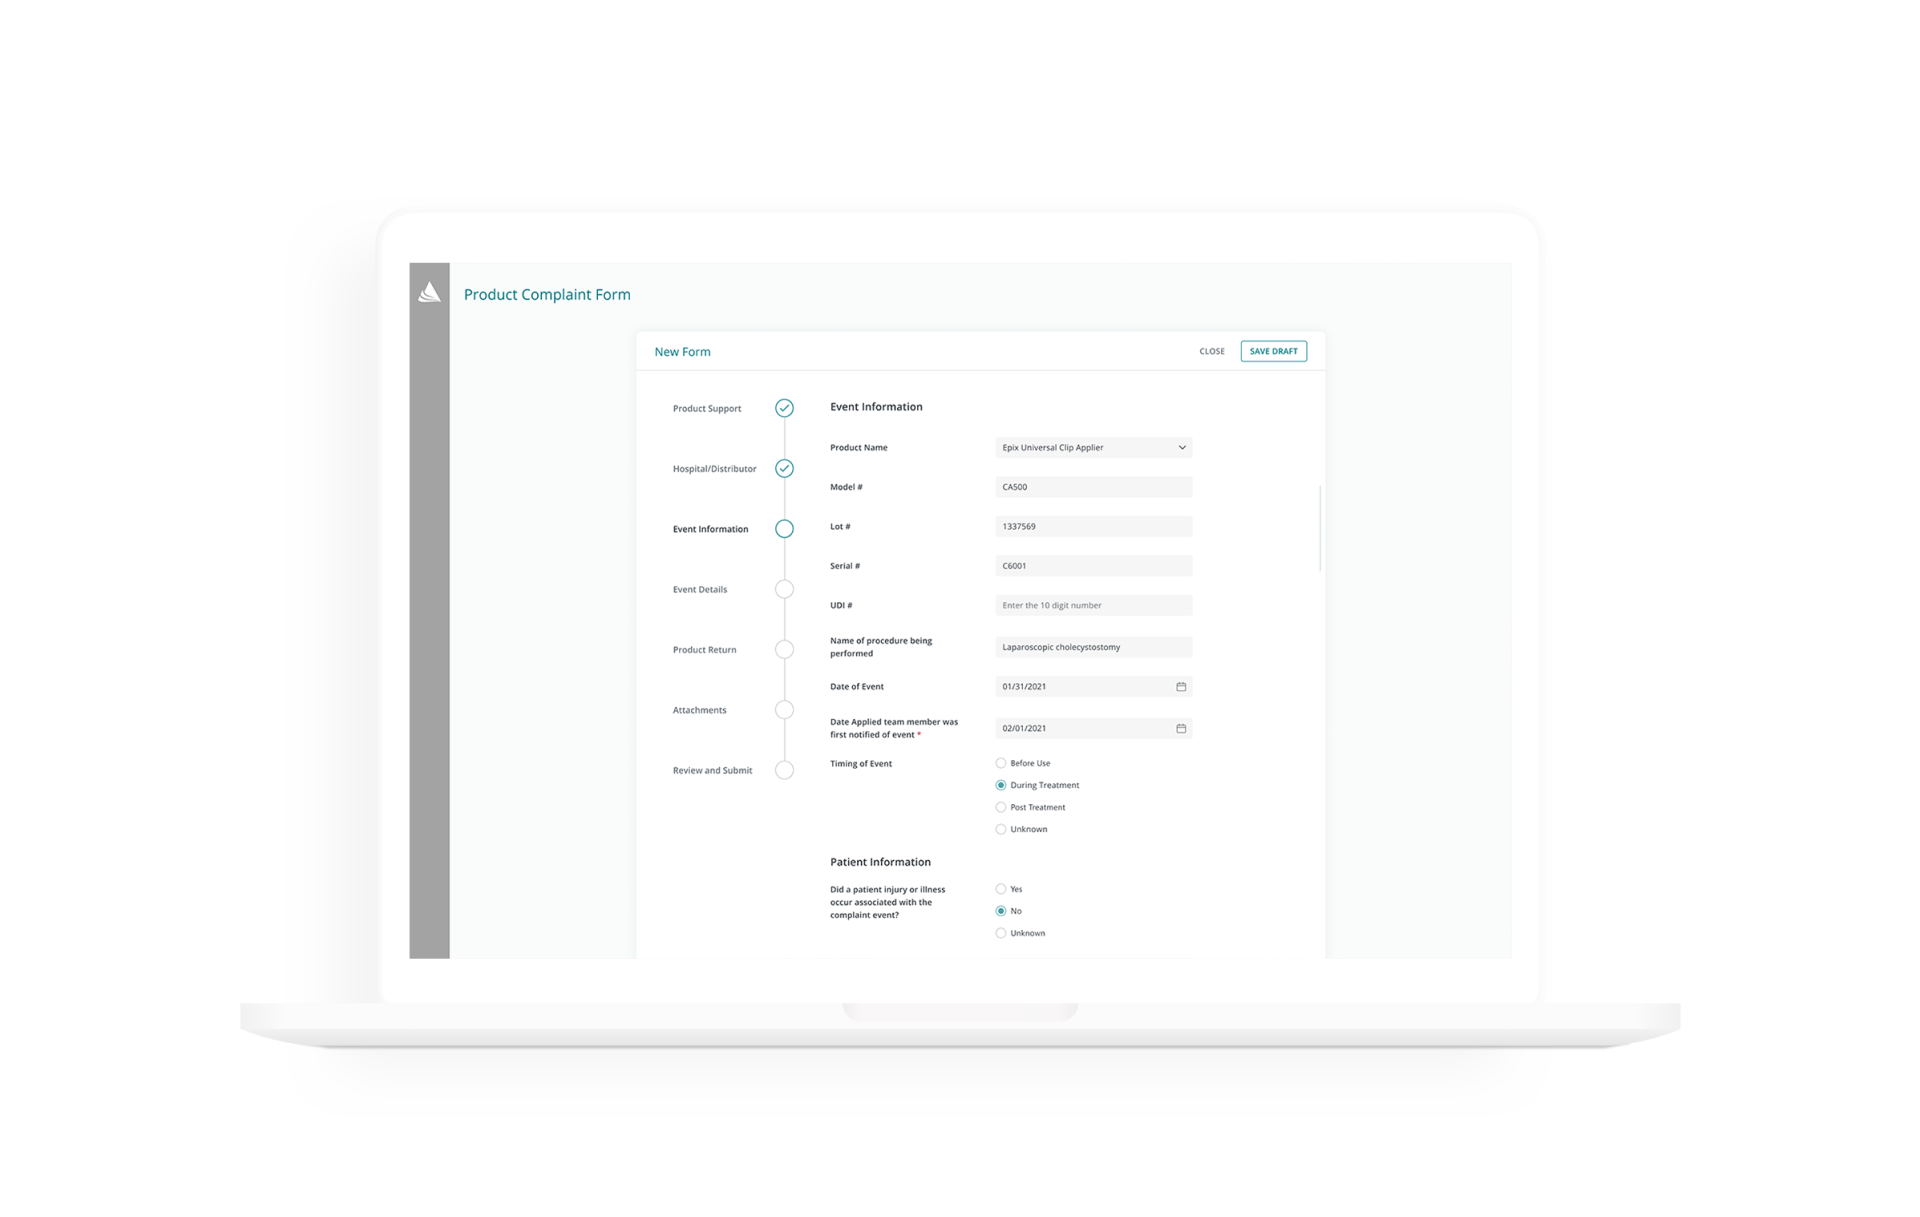 Product Complaint Form
New Form
CLOSE
SAVE DRAFT
Product Support
Hospital/Distributor
Event Information
Event Details
Product Return
Attachments
Review and Submit
Event Information
Product Name
Epix Universal Clip Applier
Model #
CA500
Lot #
1337569
Serial #
C6001
UDI #
Enter the 10 digit number
Name of procedure being
performed
Laparoscopic cholecystostomy
Date of Event
01/31/2021
Date Applied team member was
first notified of event *
02/01/2021
Timing of Event
Before Use
During Treatment
Post Treatment
Unknown
Patient Information
Did a patient injury or illness
occur associated with the
complaint event?
Yes
No
Unknown